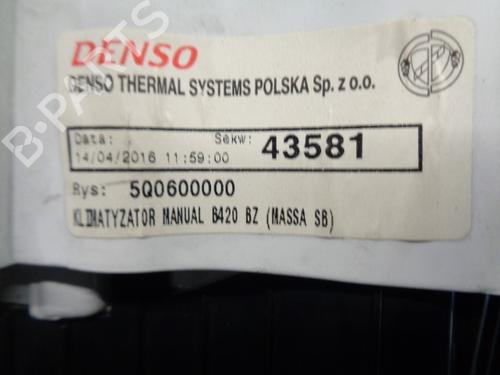 DENSO
DENSO THERMAL SYSTEMS POLSKA Sp. z o.o.
Data: Sekw: 43581
14/04/2016 11:59:00
Rys: 5Q0600000
KLIMATYZATOR MANUAL B420 BZ (MASSA SB)
B-PARTS